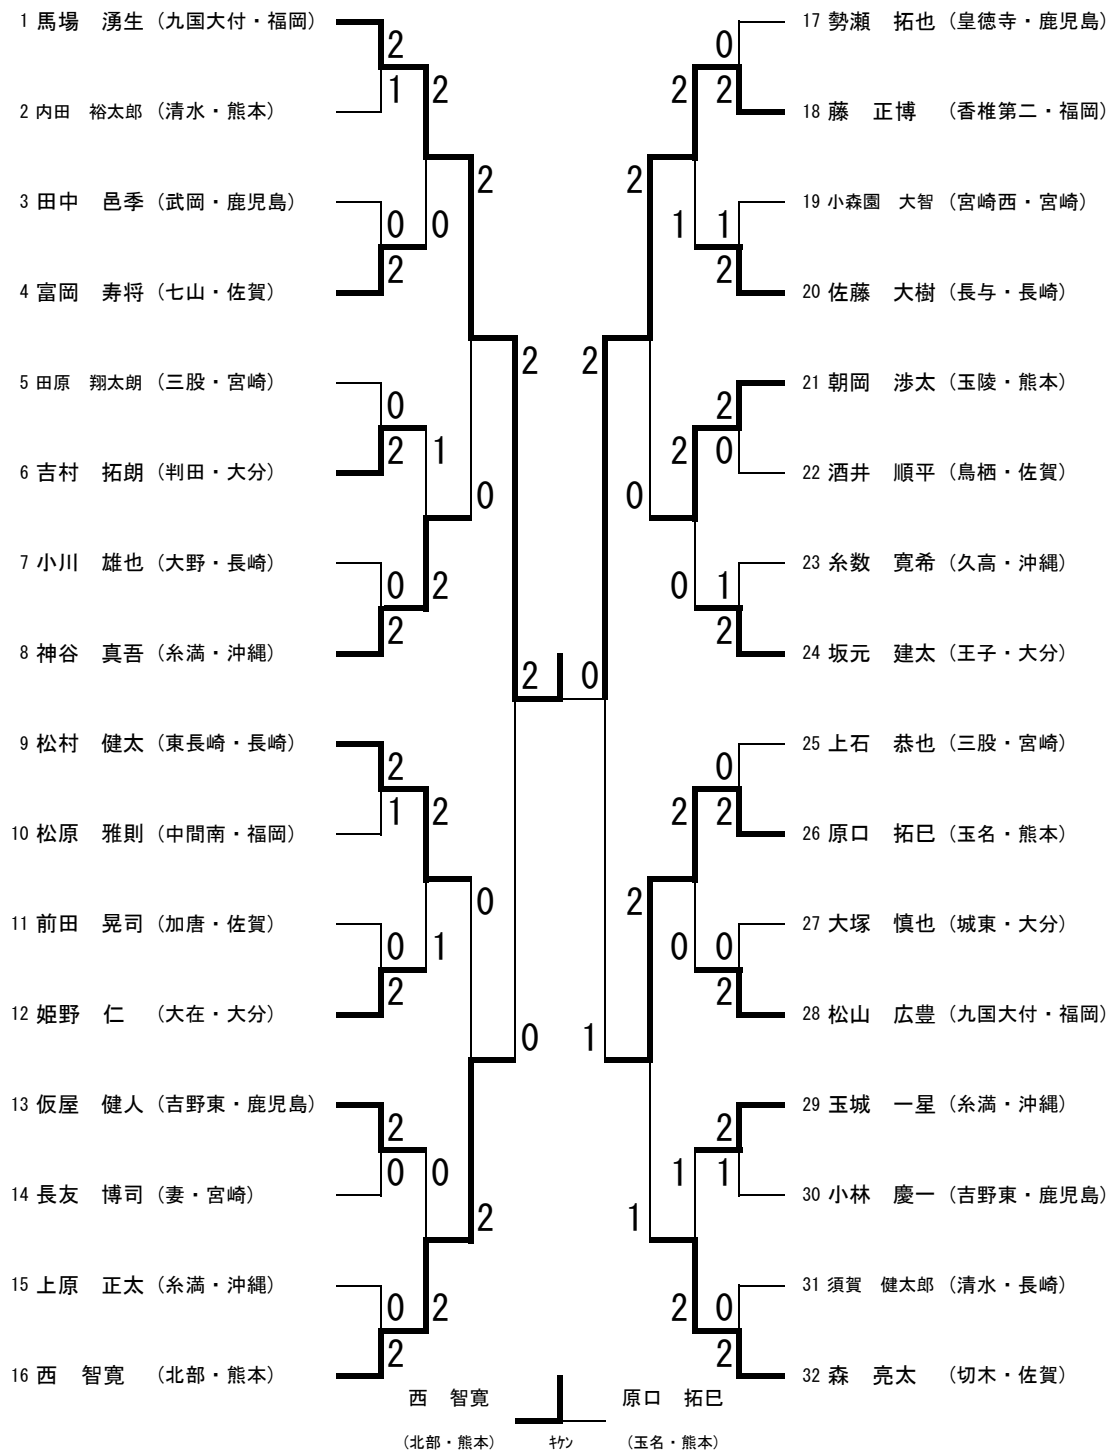 1 馬場　湧生 (九国大付・福岡)
2
1
2 内田　裕太郎 (清水・熊本)
2
3 田中　邑季 (武岡・鹿児島)
0
2
4 富岡　寿将 (七山・佐賀)
0
2
5 田原　翔太朗 (三股・宮崎)
0
2
6 吉村　拓朗 (判田・大分)
1
7 小川　雄也 (大野・長崎)
0
2
8 神谷　真吾 (糸満・沖縄)
2
0
2
9 松村　健太 (東長崎・長崎)
2
1
10 松原　雅則 (中間南・福岡)
2
11 前田　晃司 (加唐・佐賀)
0
2
12 姫野　仁 (大在・大分)
1
0
13 仮屋　健人 (吉野東・鹿児島)
2
0
14 長友　博司 (妻・宮崎)
0
15 上原　正太 (糸満・沖縄)
0
2
16 西　智寛 (北部・熊本)
2
2
0
2
17 勢瀬　拓也 (皇徳寺・鹿児島)
0
2
18 藤　正博 (香椎第二・福岡)
2
19 小森園　大智 (宮崎西・宮崎)
1
2
20 佐藤　大樹 (長与・長崎)
1
2
21 朝岡　渉太 (玉陵・熊本)
2
0
22 酒井　順平 (鳥栖・佐賀)
2
23 糸数　寛希 (久高・沖縄)
1
2
24 坂元　建太 (王子・大分)
0
0
2
25 上石　恭也 (三股・宮崎)
0
2
26 原口　拓巳 (玉名・熊本)
2
27 大塚　慎也 (城東・大分)
0
2
28 松山　広豊 (九国大付・福岡)
0
2
29 玉城　一星 (糸満・沖縄)
2
1
30 小林　慶一 (吉野東・鹿児島)
1
31 須賀　健太郎 (清水・長崎)
0
2
32 森　亮太 (切木・佐賀)
2
1
1
0
西　智寛 原口　拓巳
(北部・熊本) ｷｹﾝ (玉名・熊本)